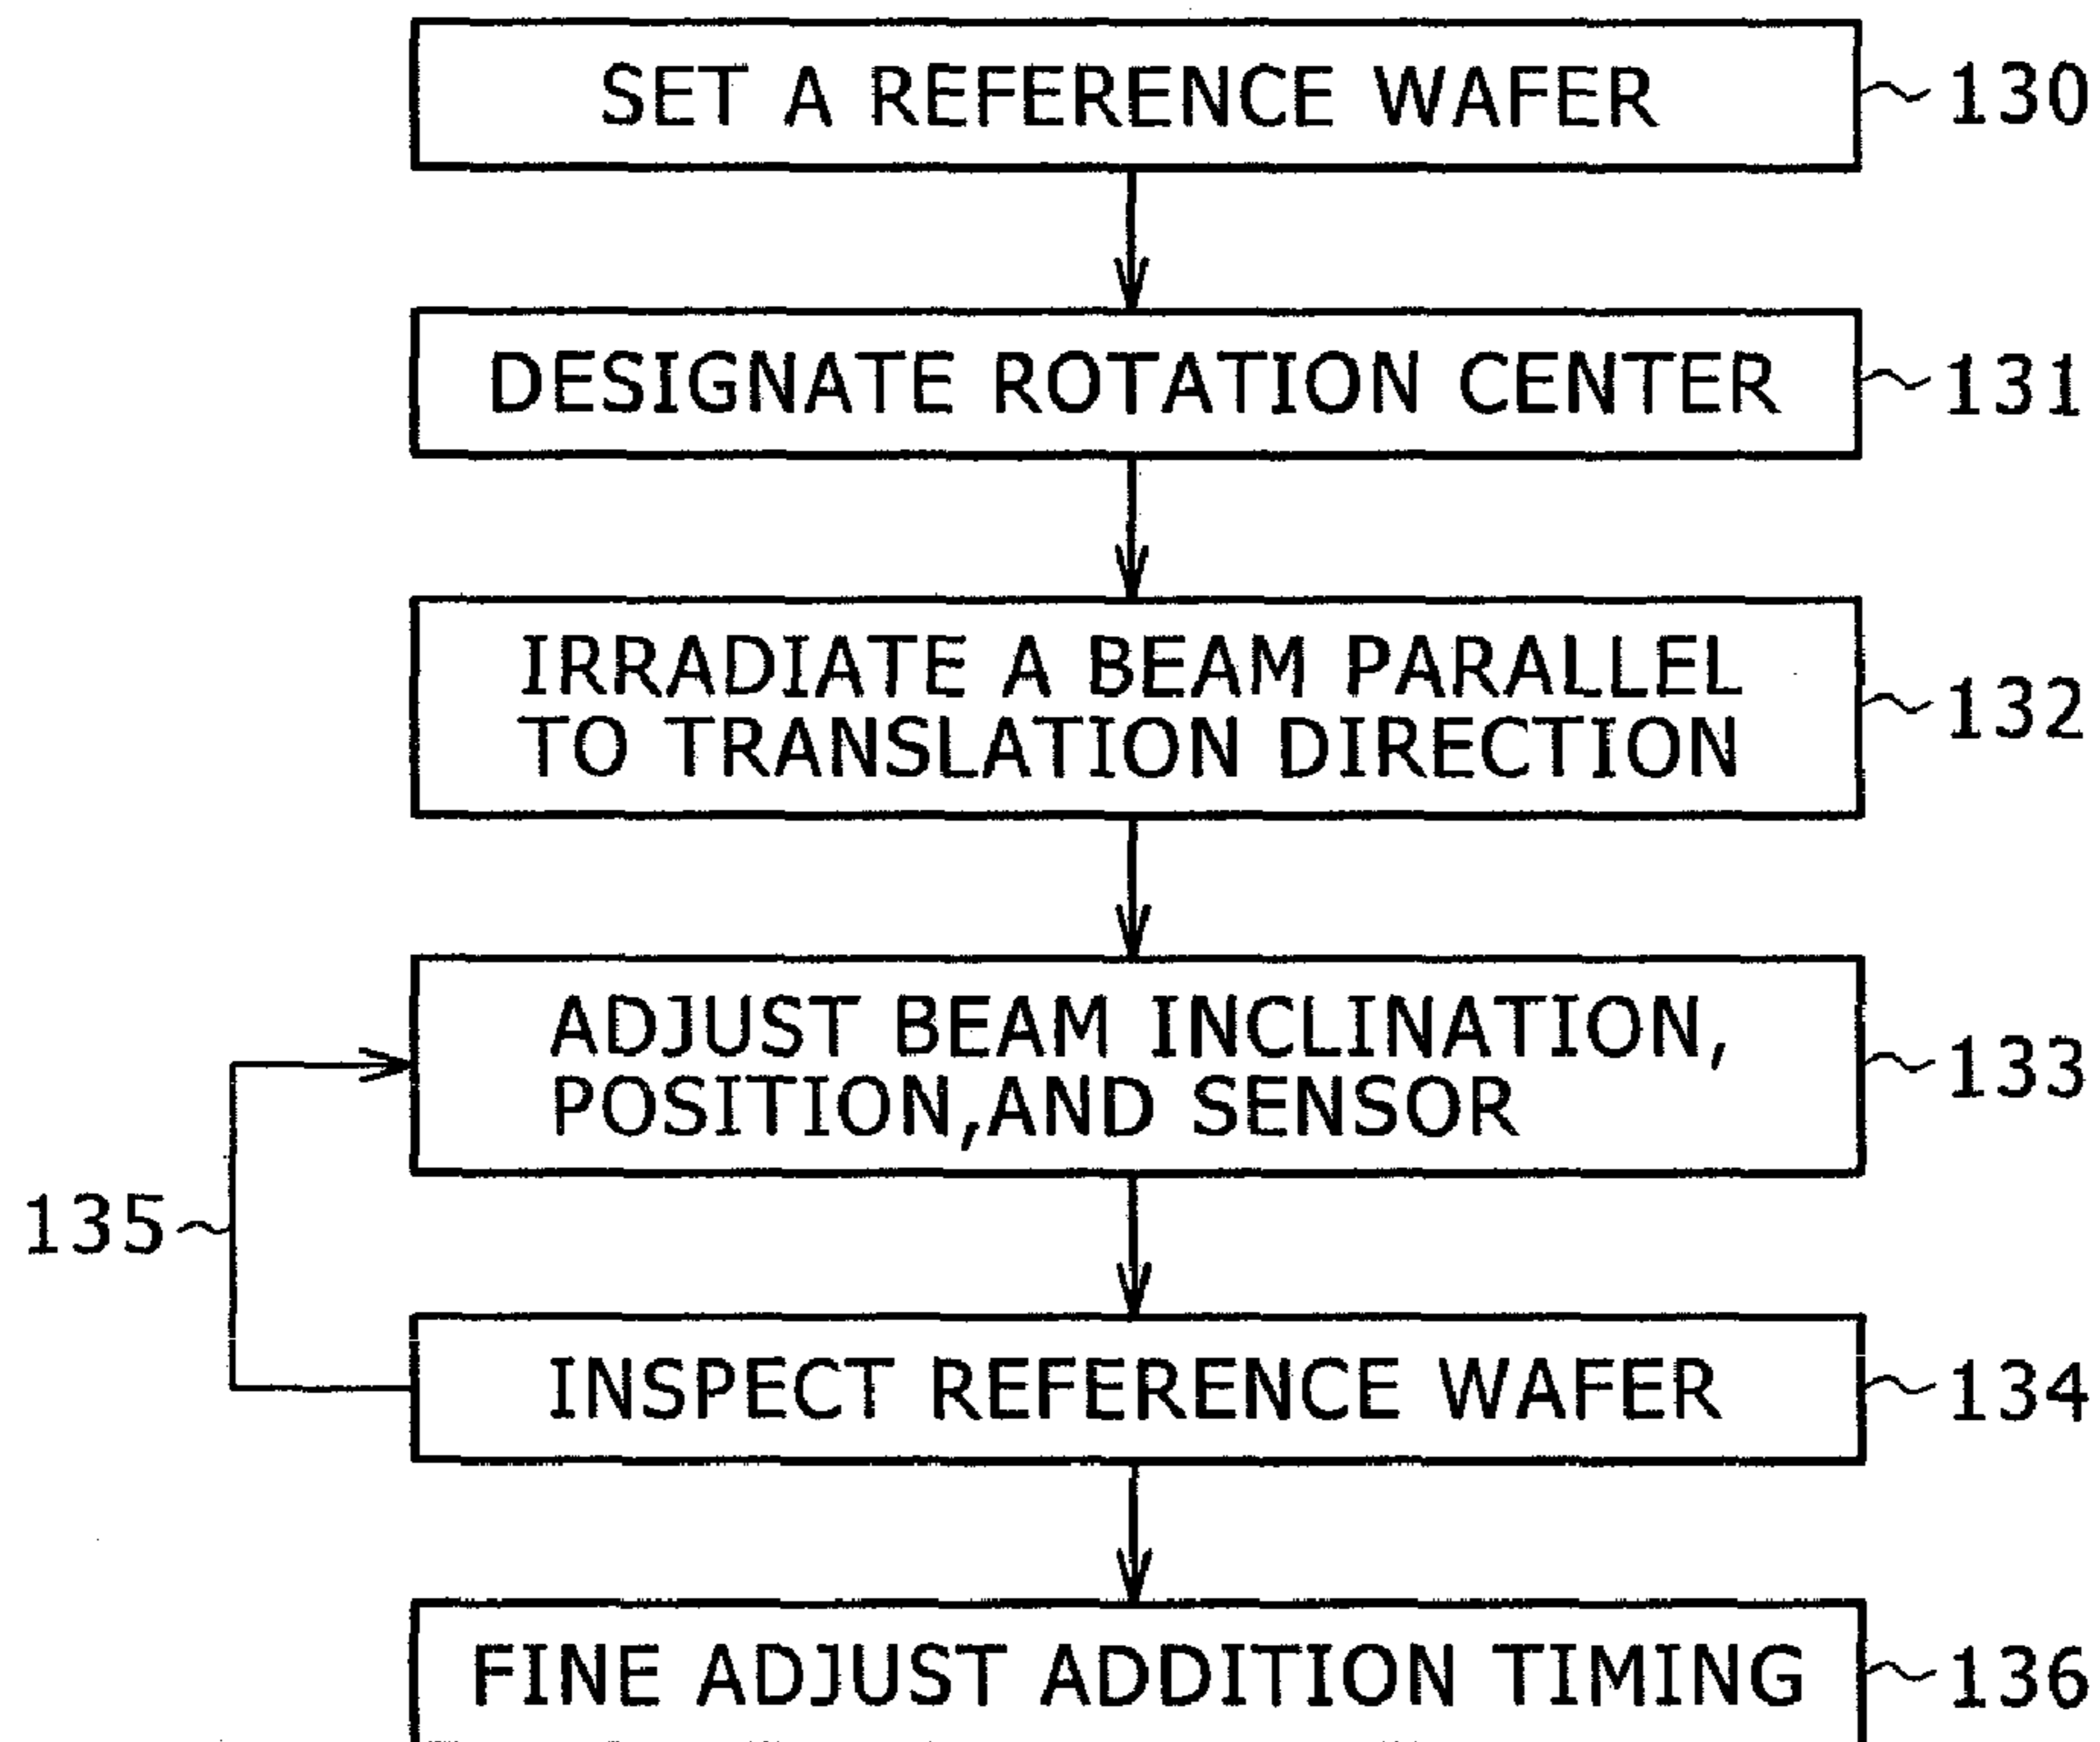 SET A REFERENCE WAFER
130
DESIGNATE ROTATION CENTER
131
IRRADIATE A BEAM PARALLEL
TO TRANSLATION DIRECTION
132
ADJUST BEAM INCLINATION,
POSITION,AND SENSOR
133
135
INSPECT REFERENCE WAFER
134
FINE ADJUST ADDITION TIMING
136